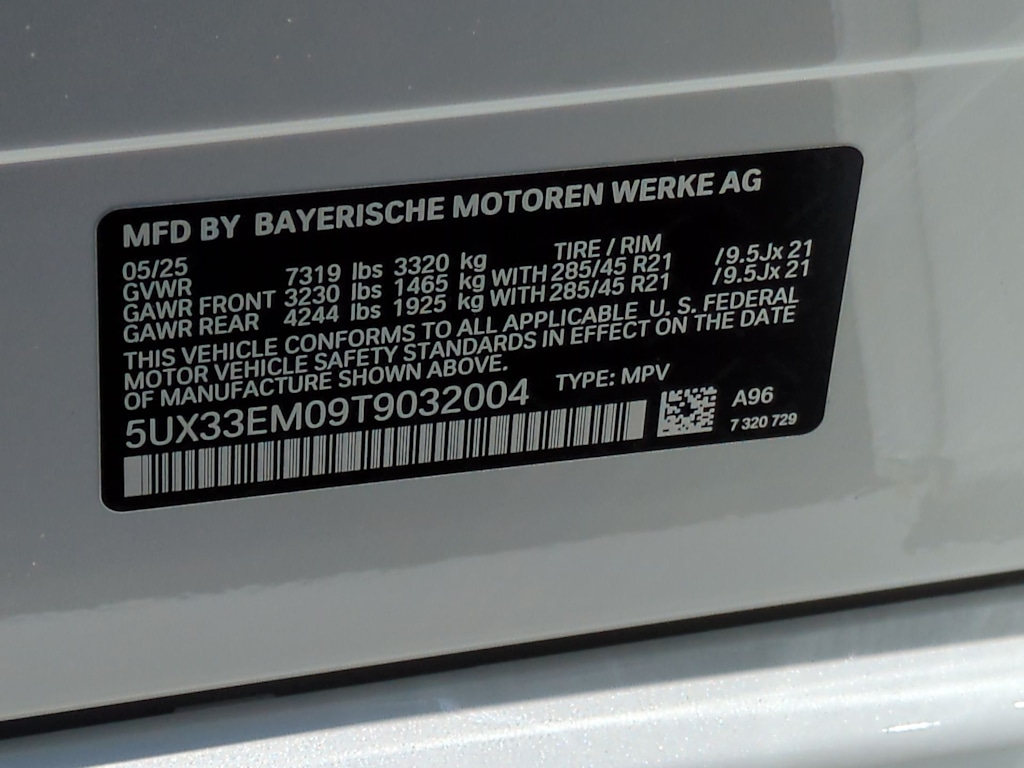 MFD BY BAYERISCHE MOTOREN WERKE AG
05/25 TIRE / RIM
GVWR 7319 lbs 3320 kg
GAWR FRONT 3230 lbs 1465 kg WITH 285/45 R21 /9.5Jx 21
GAWR REAR 4244 lbs 1925 kg WITH 285/45 R21 /9.5Jx 21
THIS VEHICLE CONFORMS TO ALL APPLICABLE U. S. FEDERAL
MOTOR VEHICLE SAFETY STANDARDS IN EFFECT ON THE DATE
OF MANUFACTURE SHOWN ABOVE.
5UX33EM09T9032004 TYPE: MPV
A96
7 320 729